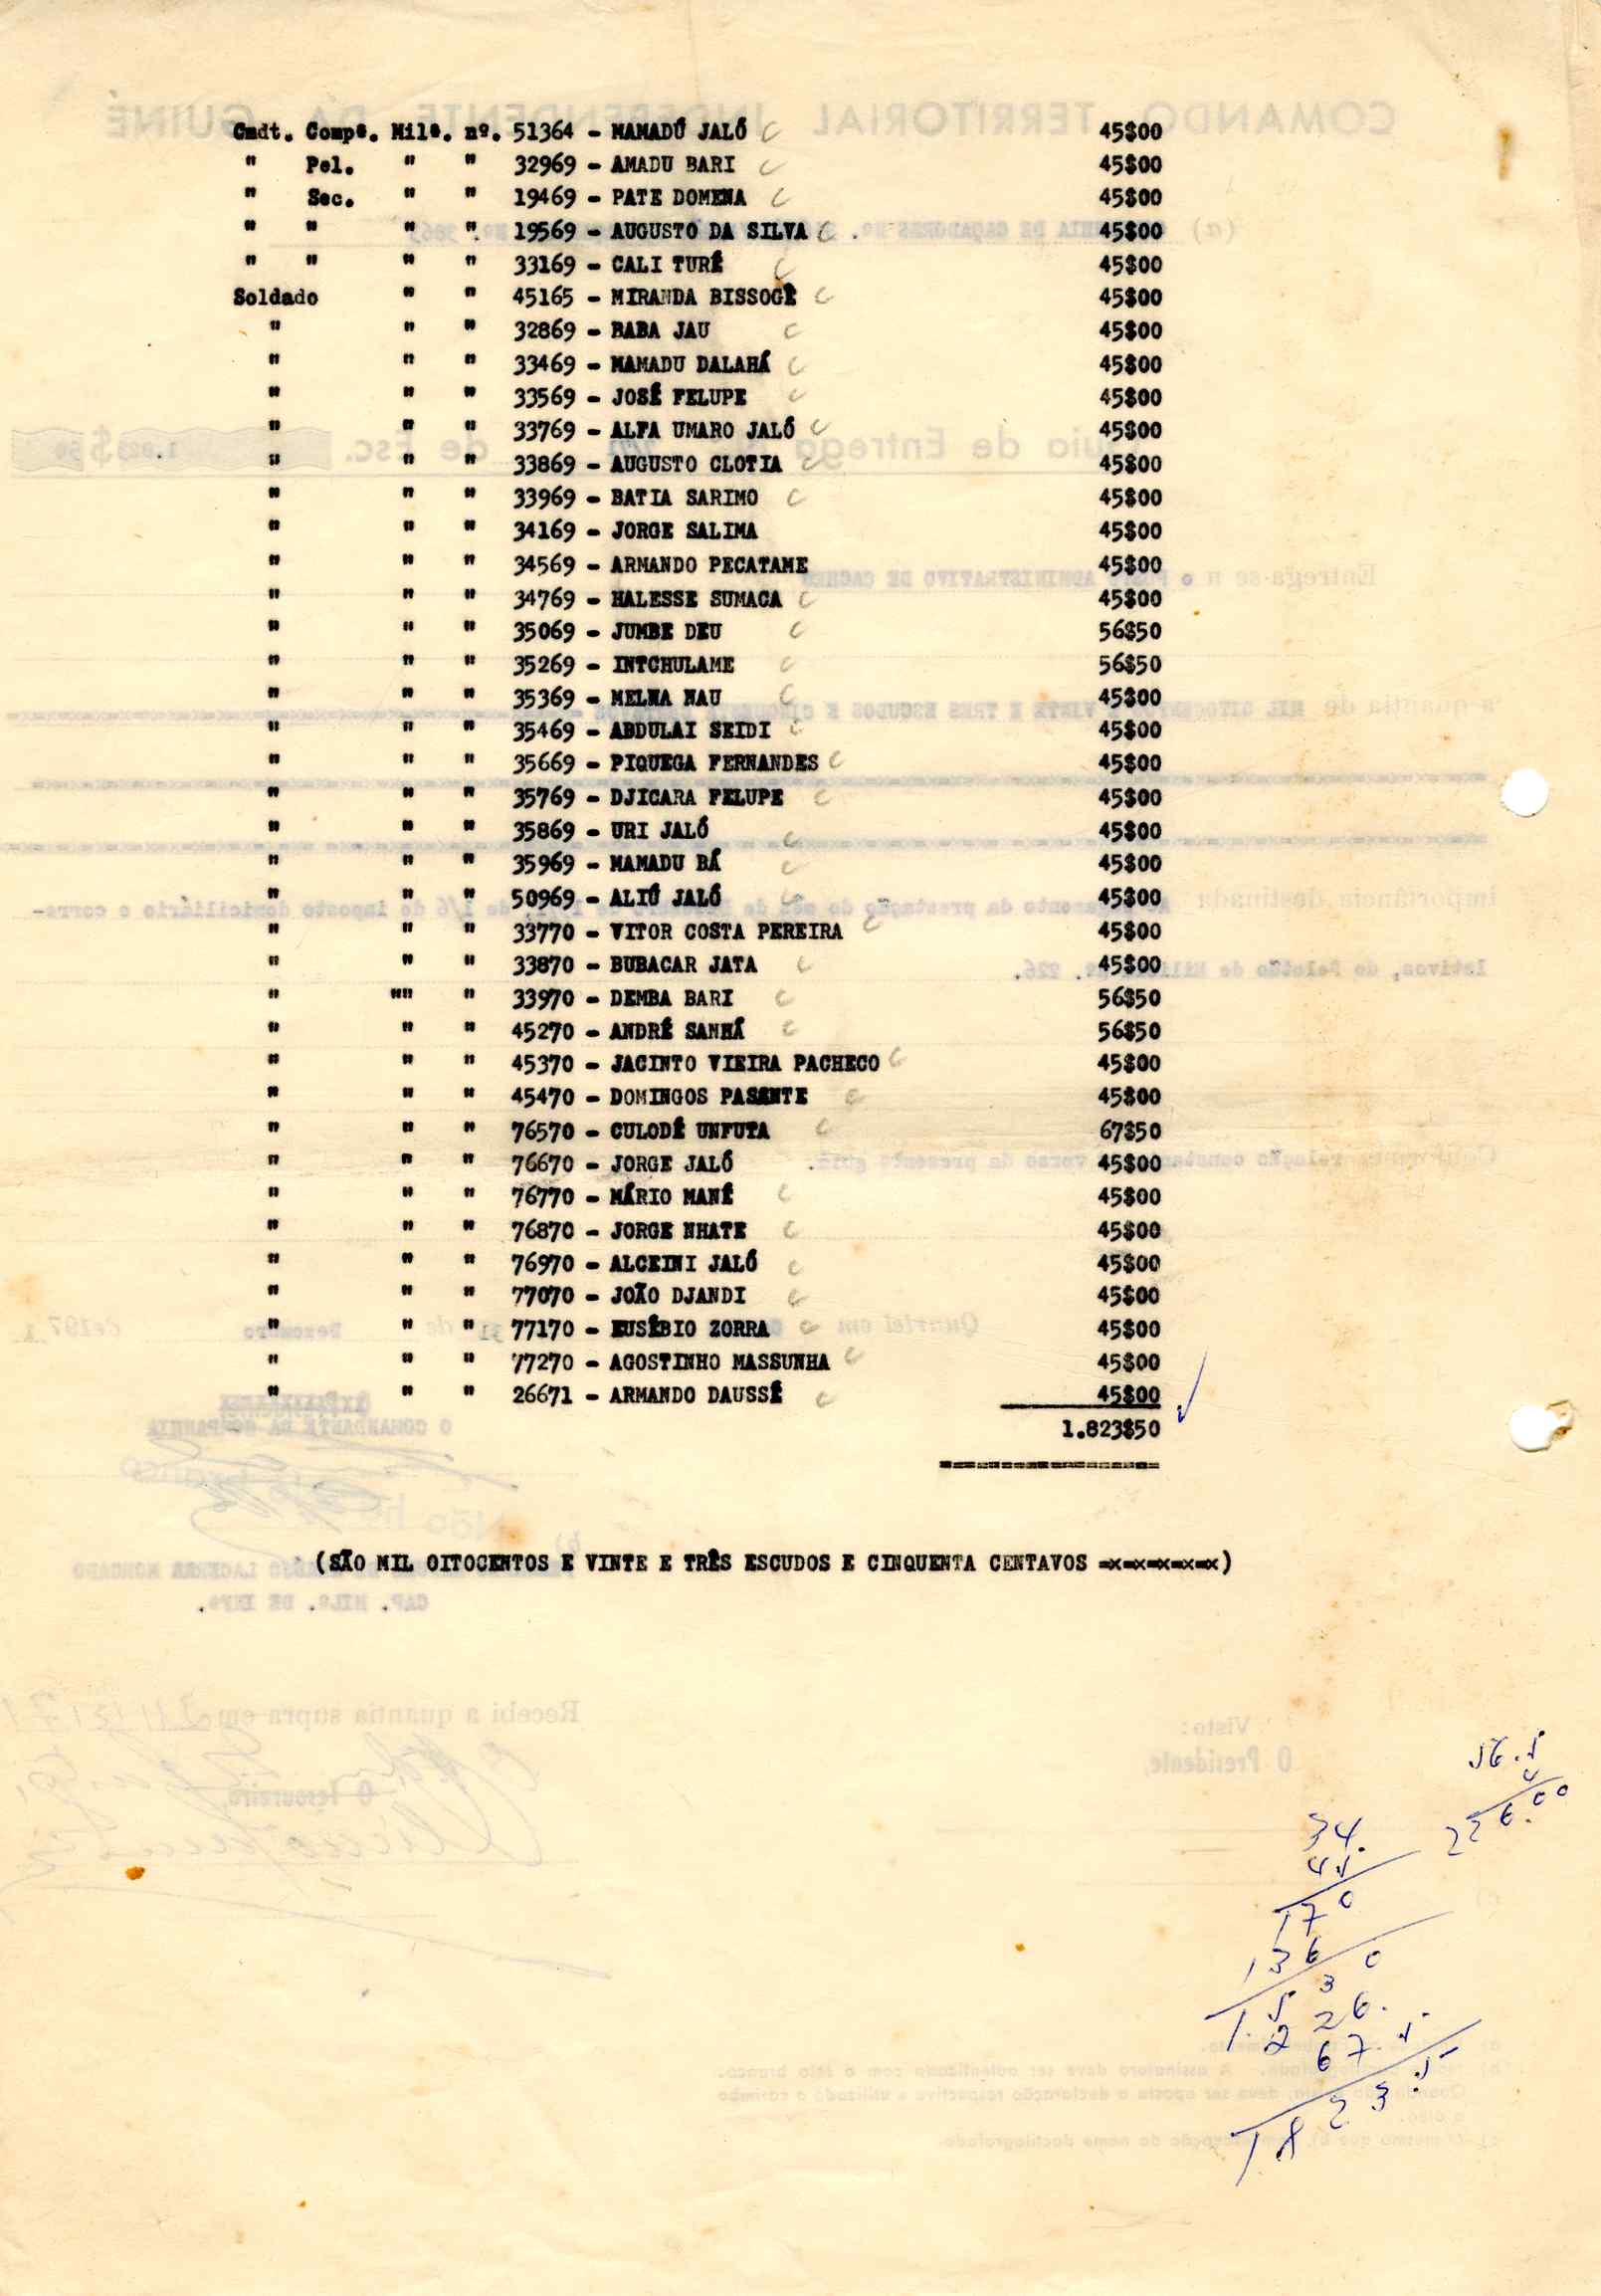 Cmdt. Compª. Milª. nº. 51364 - MAMADÚ JALÓ 45$00
" Pel. " " 32969 - AMADU BARI 45$00
" Sec. " " 19469 - PATE DOMENA 45$00
" " " ". 19569 - AUGUSTO DA SILVA 45$00
" " " " 33169 - CALI TURÉ 45$00
Soldado " " 45165 - MIRANDA BISSOGÊ 45$00
" " " 32869 - BABA JAU 45$00
" " " 33469 - MAMADU DALAHÁ 45$00
" " " 33569 - JOSÉ FELUPE 45$00
" " " 33769 - ALFA UMARO JALÓ 45$00
" " " 33869 - AUGUSTO CLOTIA 45$00
" " " 33969 - BATIA SARIMO 45$00
" " " 34169 - JORGE SALIMA 45$00
" " " 34569 - ARMANDO PECATAME 45$00
" " " 34769 - HALESSE SUMACA 45$00
" " " 35069 - JUMBE DEU 56$50
" " " 35269 - INTCHULAME 56$50
" " " 35369 - MELNA NAU 45$00
" " " 35469 - ABDULAI SEIDI 45$00
" " " 35669 - PIQUEGA FERNANDES 45$00
" " " 35769 - DJICARA FELUPE 45$00
" " " 35869 - URI JALÓ 45$00
" " " 35969 - MAMADU BÁ 45$00
" " " 50969 - ALIÚ JALÓ 45$00
" " " 33770 - VITOR COSTA PEREIRA 45$00
" " " 33870 - BUBACAR JATA 45$00
" "" " 33970 - DEMBA BARI 56$50
" " " 45270 - ANDRÉ SANHÁ 56$50
" " " 45370 - JACINTO VIEIRA PACHECO 45$00
" " " 45470 - DOMINGOS PASENTE 45$00
" " " 76570 - CULODÉ UNFUTA 67$50
" " " 76670 - JORGE JALÓ 45$00
" " " 76770 - MÁRIO MANÉ 45$00
" " " 76870 - JORGE NHATE 45$00
" " " 76970 - ALCEINI JALÓ 45$00
" " " 77070 - JOÃO DJANDI 45$00
" " " 77170 - EUSÉBIO ZORRA 45$00
" " " 77270 - AGOSTINHO MASSUNHA 45$00
" " " 26671 - ARMANDO DAUSSÉ 45$00
1.823$50
(SÃO MIL OITOCENTOS E VINTE E TRÊS ESCUDOS E CINQUENTA CENTAVOS =x=x=x=x=x)
56.5
4
226.00
34.
45
170
136
1.530
226.
67.5
1823.5